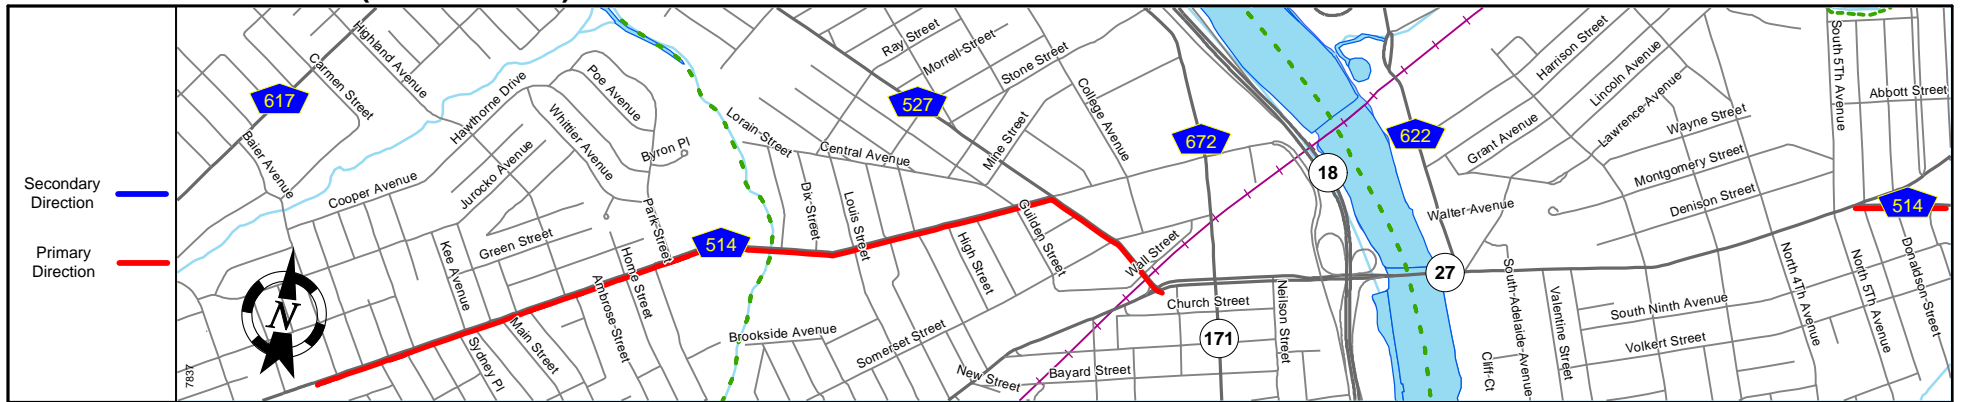 Secondary
Direction
Primary
Direction
617
Highland Avenue
Carmen Street
Baier Avenue
Hawthorne Drive
Poe Avenue
Whittier Avenue
Byron Pl
Jurocko Avenue
Cooper Avenue
Kee Avenue
Green Street
Park-Street
Home Street
Ambrose-Street
Main Street
Sydney Pl
N
7837
514
Lorain-Street
Central Avenue
Dix-Street
Louis Street
Brookside Avenue
Somerset Street
High Street
Guilden Street
Wall Street
527
Ray Street
Morrell-Street
Stone Street
Mine Street
College Avenue
672
18
622
27
171
Church Street
Neilson Street
New Street
Bayard Street
Harrison Street
Lincoln Avenue
Lawrence-Avenue
Grant Avenue
Wayne Street
Montgomery Street
Denison Street
Walter-Avenue
South 5Th Avenue
Abbott Street
514
South-Adelaide-Avenue
Valentine Street
Cliff-Ct
South Ninth Avenue
Volkert Street
North 4Th Avenue
North 5Th Avenue
Donaldson-Street